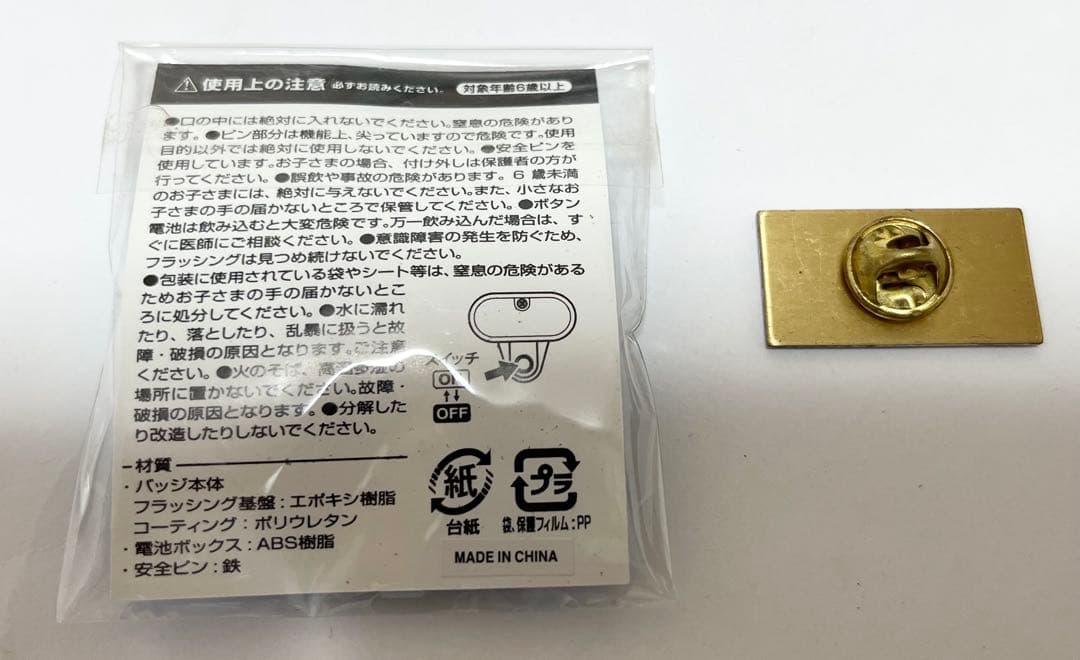 ⚠使用上の注意 必ずお読みください。 対象年齢6歳以上
●口の中には絶対に入れないでください。窒息の危険があり
ます。●ピン部分は機能上、尖っていますので危険です。使用
目的以外では絶対に使用しないでください。●安全ピンを
使用しています。お子さまの場合、付け外しは保護者の方が
行ってください。●誤飲や事故の危険があります。6歳未満
のお子さまには、絶対に与えないでください。また、小さなお
子さまの手の届かないところで保管してください。●ボタン
電池は飲み込むと大変危険です。万一飲み込んだ場合は、す
ぐに医師にご相談ください。●意識障害の発生を防ぐため、
フラッシングは見つめ続けないでください。
●包装に使用されている袋やシート等は、窒息の危険がある
ためお子さまの手の届かないとこ
ろに処分してください。●水に濡れ
たり、落としたり、乱暴に扱うと故
障・破損の原因となります。ご注意
ください。●火のそば、高温多湿の
場所に置かないでください。故障・
破損の原因となります。●分解した
り改造したりしないでください。
スイッチ
ON
↑↓
OFF
材質
・バッジ本体
フラッシング基盤:エポキシ樹脂
コーティング:ポリウレタン
・電池ボックス:ABS樹脂
・安全ピン:鉄
紙
台紙
プラ
袋、保護フィルム:PP
MADE IN CHINA